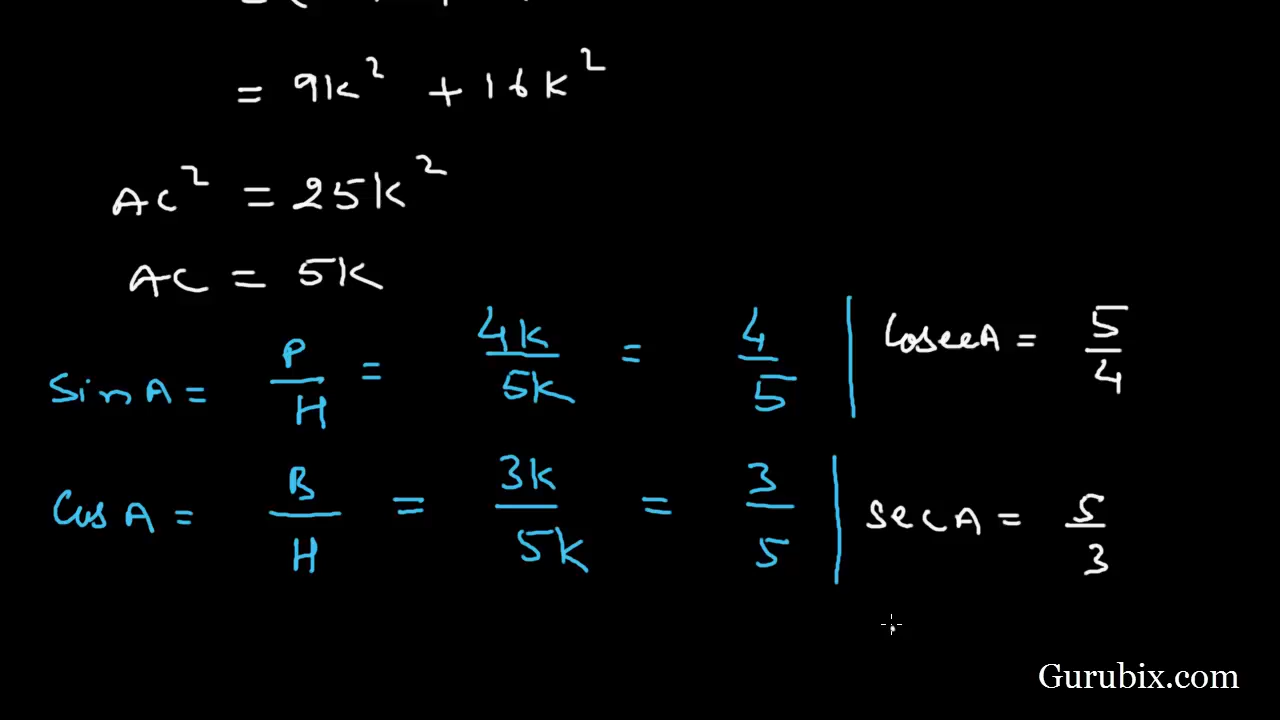 = 9k² + 16k²
AC² = 25k²
AC = 5k
Sin A = P/H = 4k/5k = 4/5 | CosecA = 5/4
Cos A = B/H = 3k/5k = 3/5 | sec A = 5/3
Gurubix.com